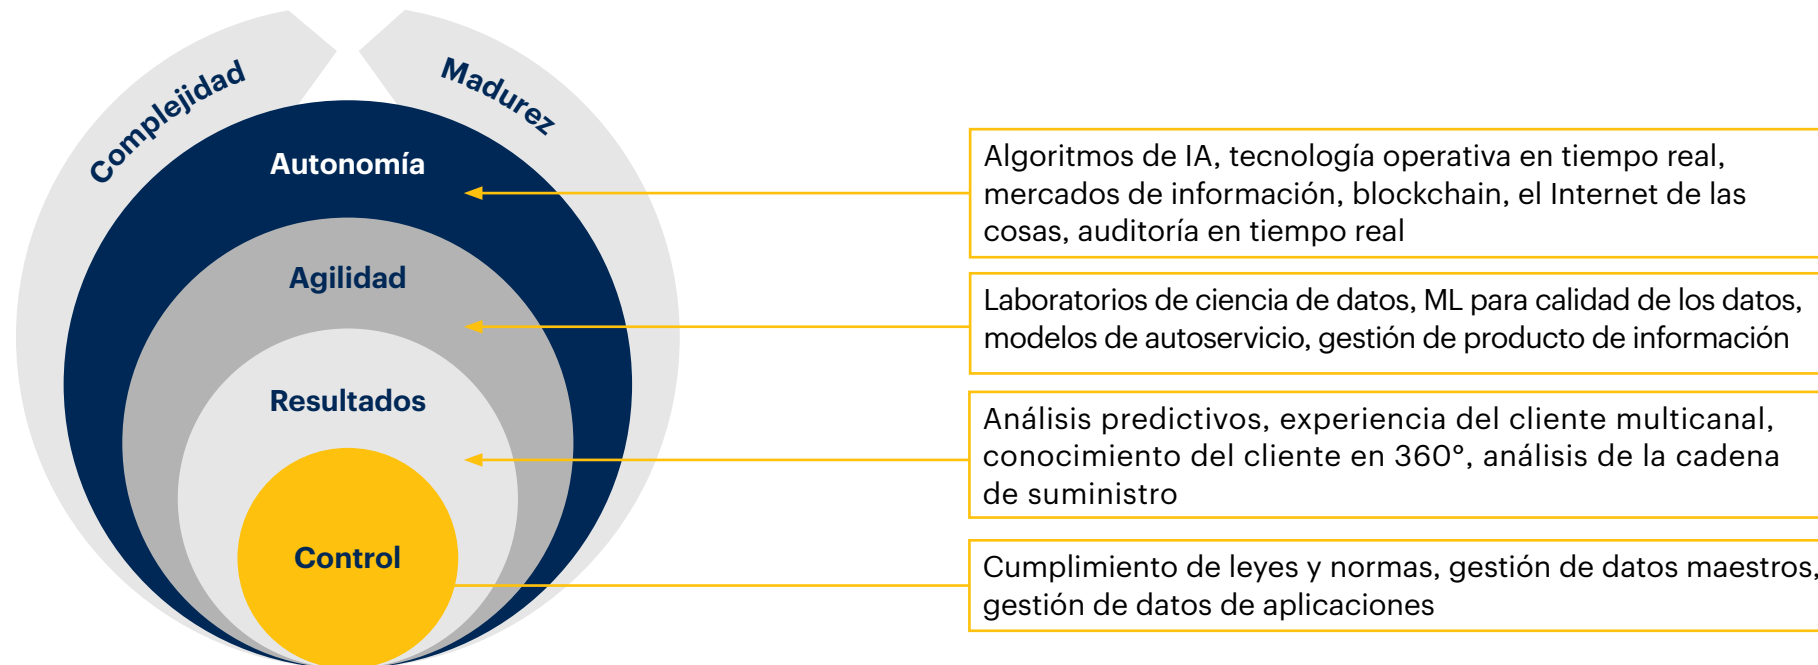 Complejidad
Madurez
Autonomía
Algoritmos de IA, tecnología operativa en tiempo real,
mercados de información, blockchain, el Internet de las
cosas, auditoría en tiempo real
Agilidad
Laboratorios de ciencia de datos, ML para calidad de los datos,
modelos de autoservicio, gestión de producto de información
Resultados
Análisis predictivos, experiencia del cliente multicanal,
conocimiento del cliente en 360°, análisis de la cadena
de suministro
Control
Cumplimiento de leyes y normas, gestión de datos maestros,
gestión de datos de aplicaciones